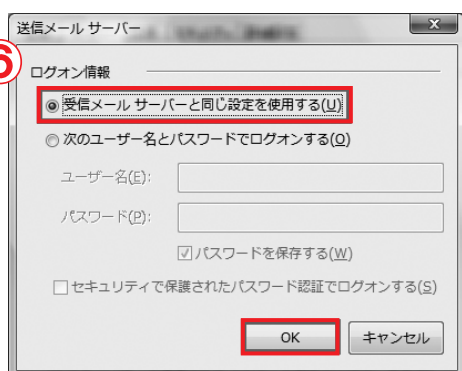 送信メール サーバー
6
ログオン情報
受信メール サーバーと同じ設定を使用する(U)
次のユーザー名とパスワードでログオンする(O)
ユーザー名(E):
パスワード(P):
パスワードを保存する(W)
セキュリティで保護されたパスワード認証でログオンする(S)
OK キャンセル